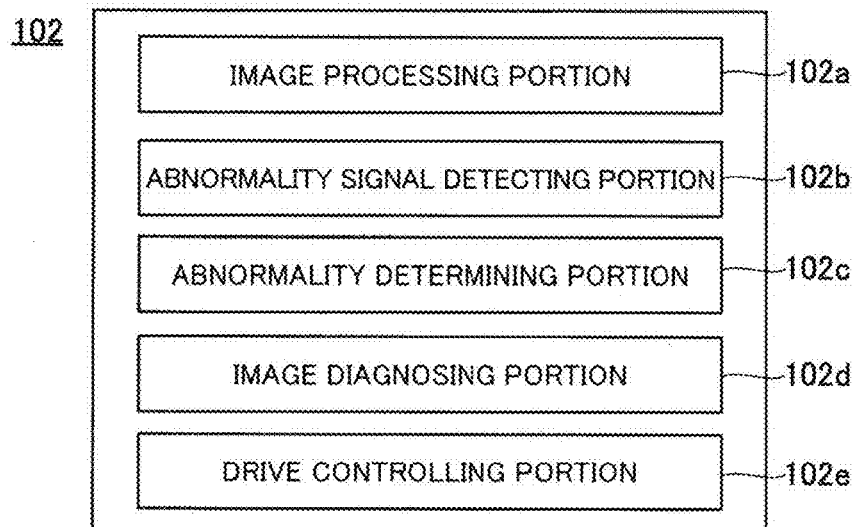 102
IMAGE PROCESSING PORTION 102a
ABNORMALITY SIGNAL DETECTING PORTION 102b
ABNORMALITY DETERMINING PORTION 102c
IMAGE DIAGNOSING PORTION 102d
DRIVE CONTROLLING PORTION 102e